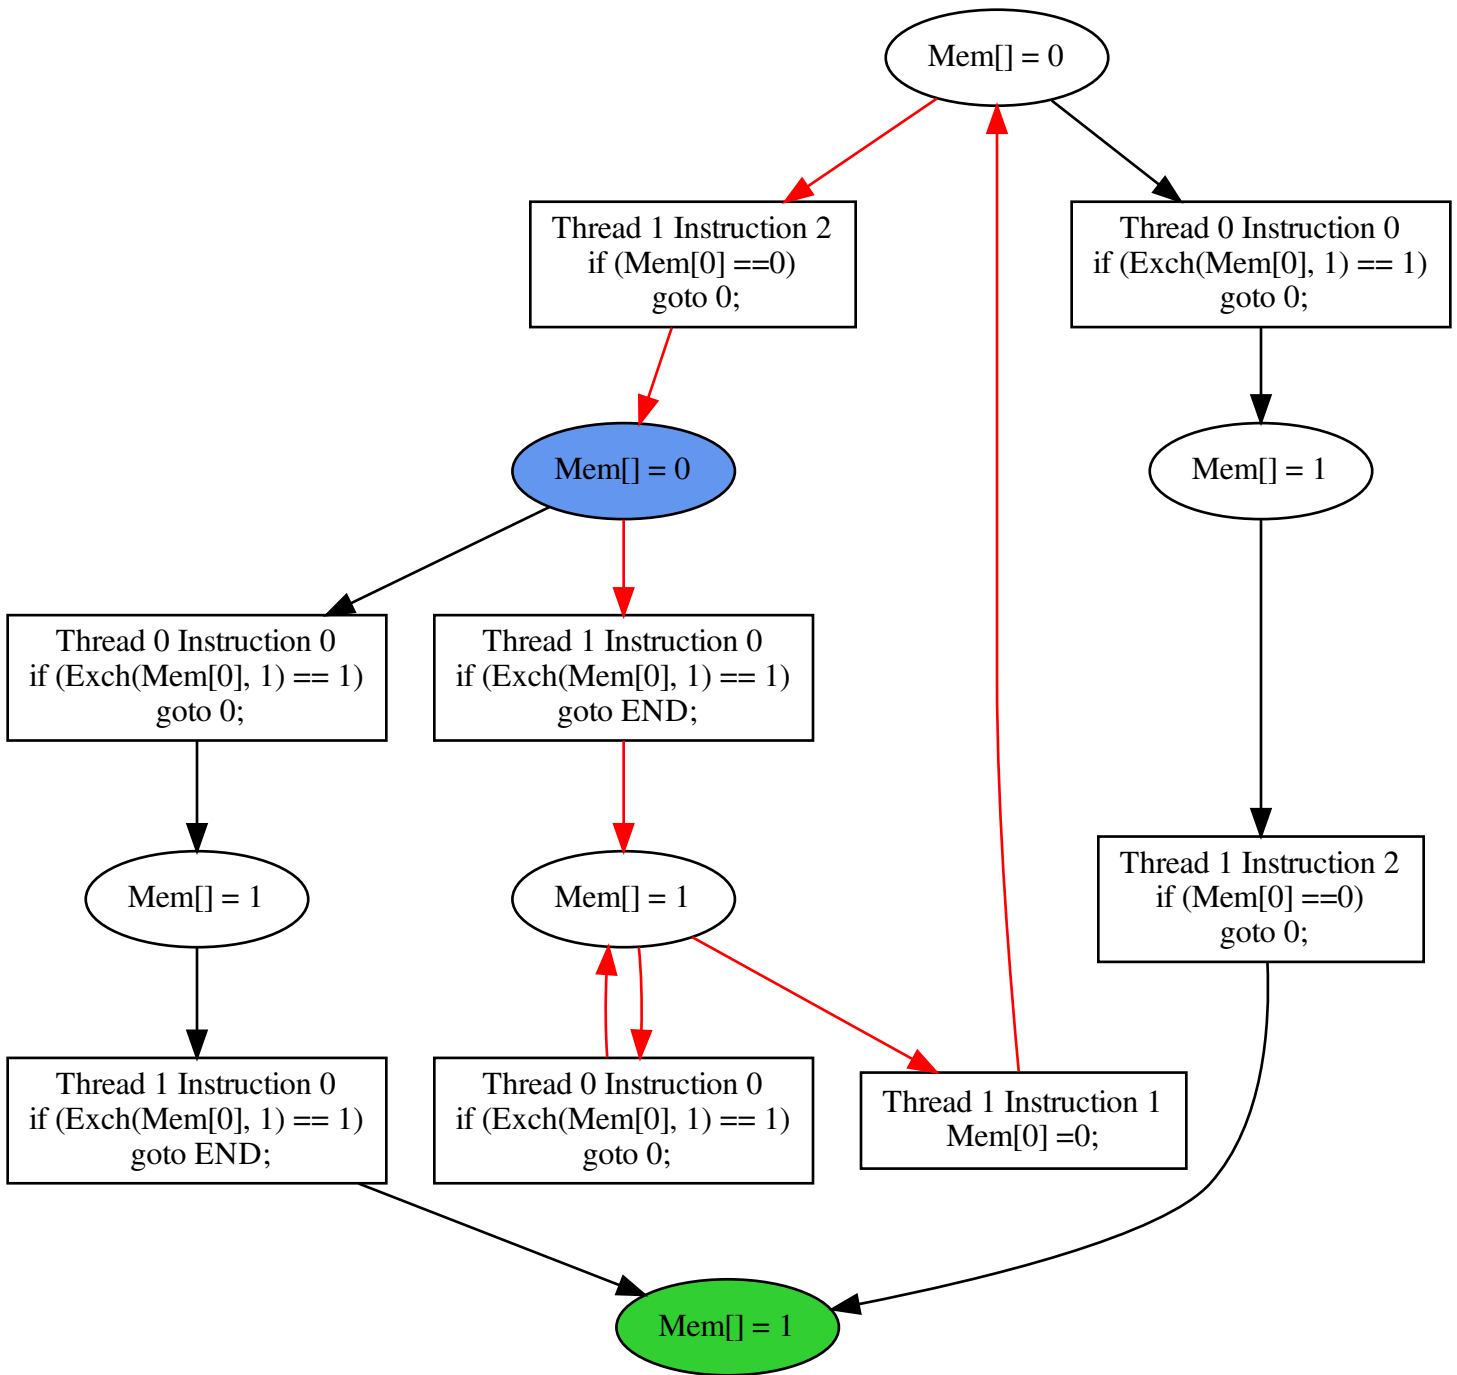 Mem[] = 0
Thread 1 Instruction 2
if (Mem[0] ==0)
goto 0;
Thread 0 Instruction 0
if (Exch(Mem[0], 1) == 1)
goto 0;
Mem[] = 0
Mem[] = 1
Thread 0 Instruction 0
if (Exch(Mem[0], 1) == 1)
goto 0;
Thread 1 Instruction 0
if (Exch(Mem[0], 1) == 1)
goto END;
Mem[] = 1
Mem[] = 1
Thread 1 Instruction 2
if (Mem[0] ==0)
goto 0;
Thread 1 Instruction 0
if (Exch(Mem[0], 1) == 1)
goto END;
Thread 0 Instruction 0
if (Exch(Mem[0], 1) == 1)
goto 0;
Thread 1 Instruction 1
Mem[0] =0;
Mem[] = 1